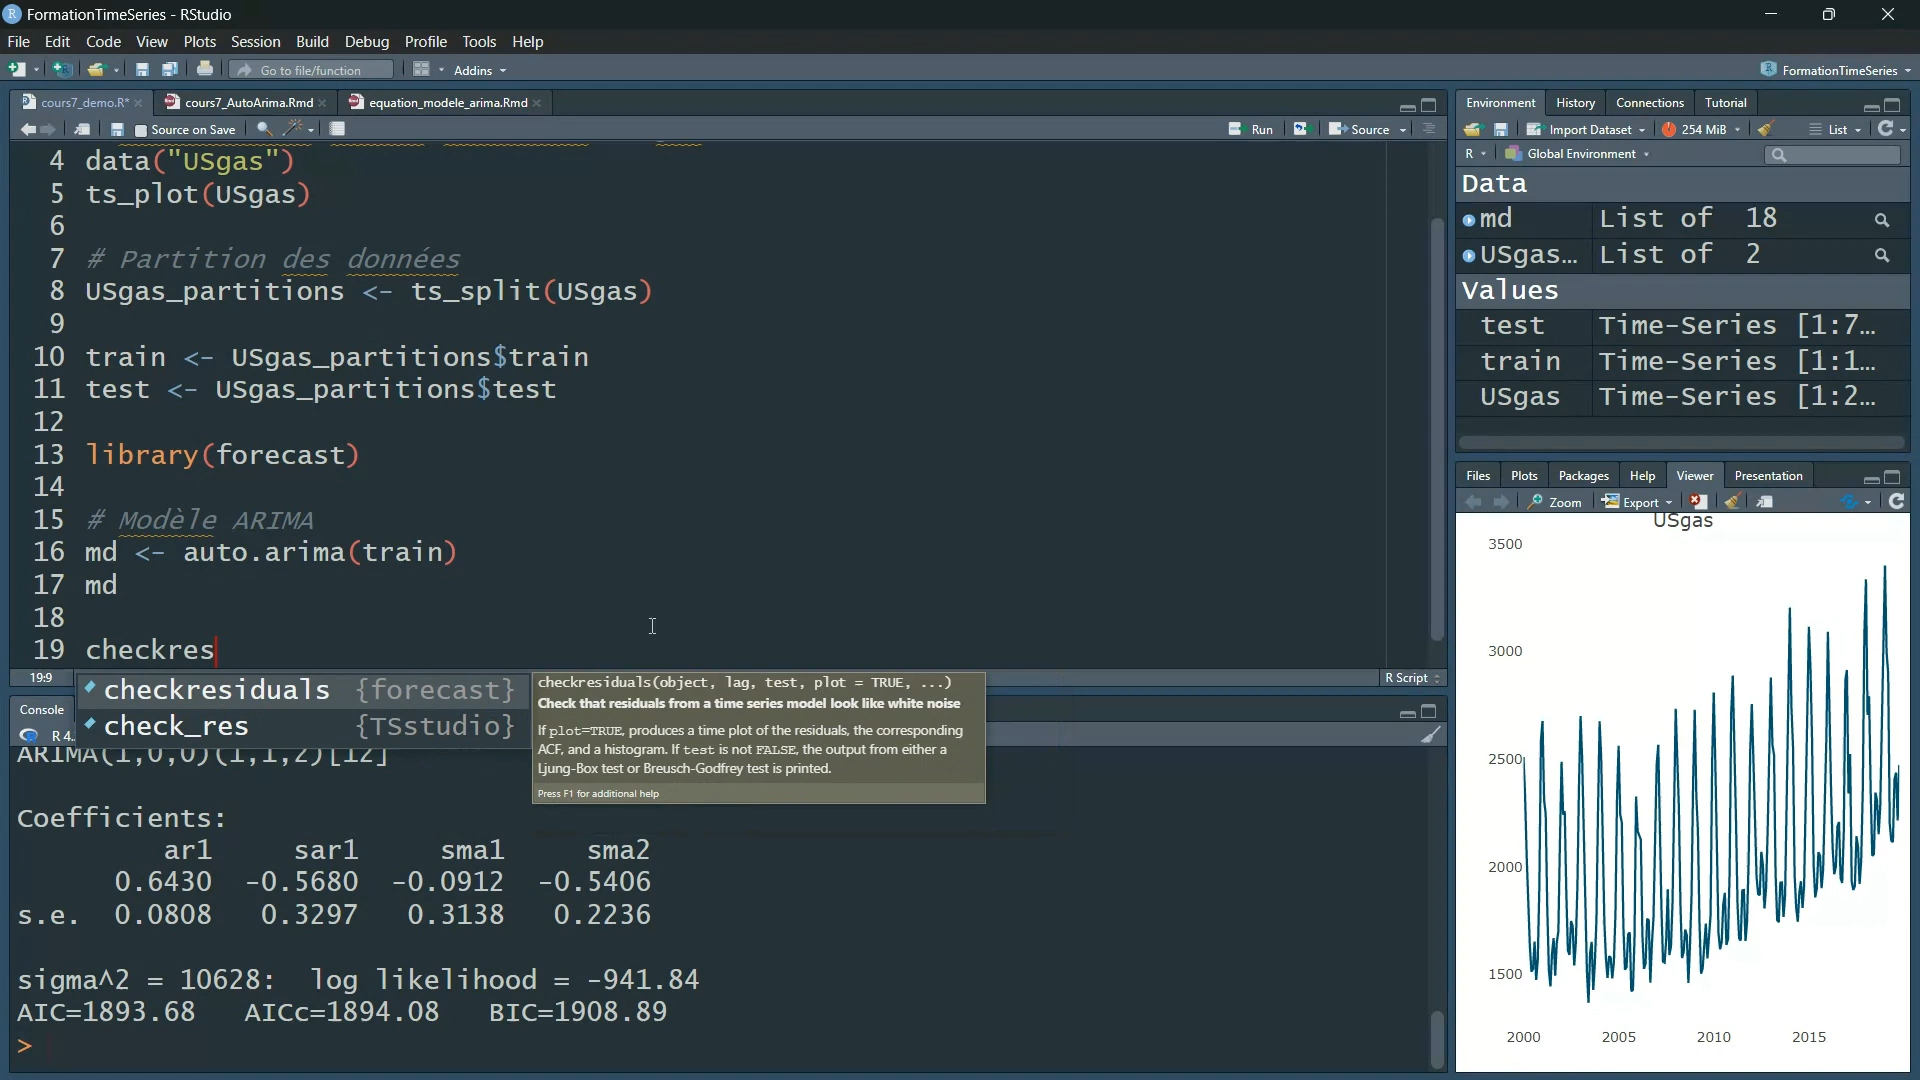 FormationTimeSeries - RStudio
File Edit Code View Plots Session Build Debug Profile Tools Help
Go to file/function Addins FormationTimeSeries
cours7_demo.R* cours7_AutoArima.Rmd equation_modele_arima.Rmd
Source on Save Run Source
4 data("USgas")
5 ts_plot(USgas)
6
7 # Partition des données
8 USgas_partitions <- ts_split(USgas)
9
10 train <- USgas_partitions$train
11 test <- USgas_partitions$test
12
13 library(forecast)
14
15 # Modèle ARIMA
16 md <- auto.arima(train)
17 md
18
19 checkres
19:9 R Script
checkresiduals {forecast}
check_res {TSstudio}
checkresiduals(object, lag, test, plot = TRUE, ...)
Check that residuals from a time series model look like white noise
If plot=TRUE, produces a time plot of the residuals, the corresponding
ACF, and a histogram. If test is not FALSE, the output from either a
Ljung-Box test or Breusch-Godfrey test is printed.
Press F1 for additional help
Console
R 4.
ARIMA(1,0,0)(1,1,2)[12]
Coefficients:
ar1 sar1 sma1 sma2
0.6430 -0.5680 -0.0912 -0.5406
s.e. 0.0808 0.3297 0.3138 0.2236
sigma^2 = 10628: log likelihood = -941.84
AIC=1893.68 AICc=1894.08 BIC=1908.89
>
Environment History Connections Tutorial
Import Dataset 254 MiB List
R Global Environment
Data
md List of 18
USgas… List of 2
Values
test Time-Series [1:7…
train Time-Series [1:1…
USgas Time-Series [1:2…
Files Plots Packages Help Viewer Presentation
Zoom Export
USgas
3500
3000
2500
2000
1500
2000 2005 2010 2015